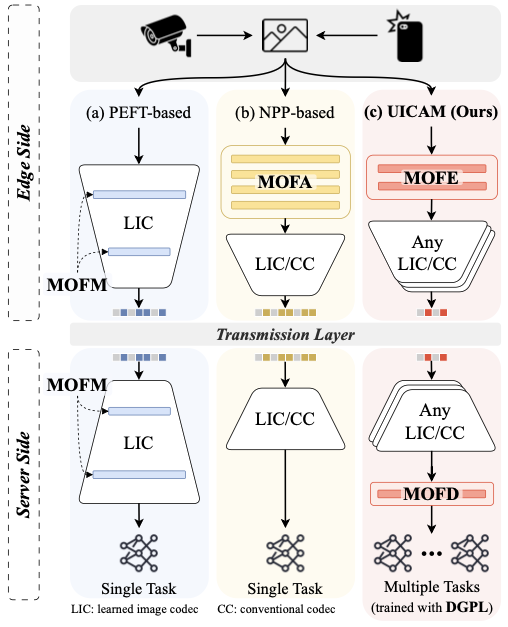 Edge Side
(a) PEFT-based
(b) NPP-based
(c) UICAM (Ours)
LIC
MOFM
MOFA
LIC/CC
MOFE
Any
LIC/CC
Transmission Layer
Server Side
MOFM
LIC
LIC/CC
Any
LIC/CC
MOFD
Single Task
Single Task
Multiple Tasks
LIC: learned image codec
CC: conventional codec
(trained with DGPL)